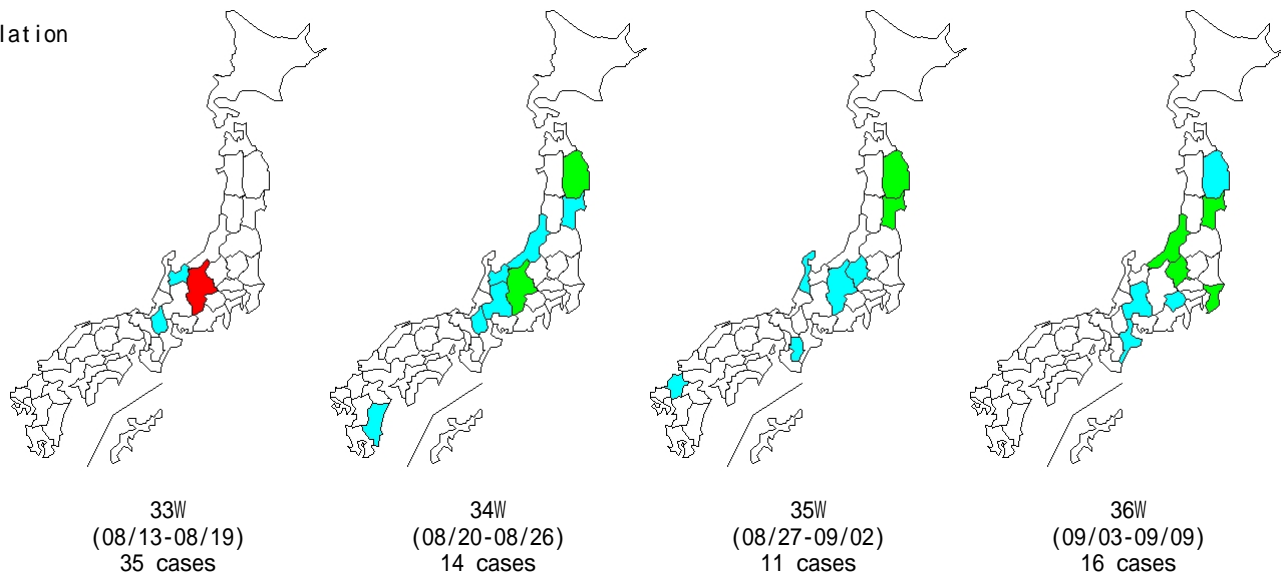 lation
33W
(08/13-08/19)
35 cases
34W
(08/20-08/26)
14 cases
35W
(08/27-09/02)
11 cases
36W
(09/03-09/09)
16 cases